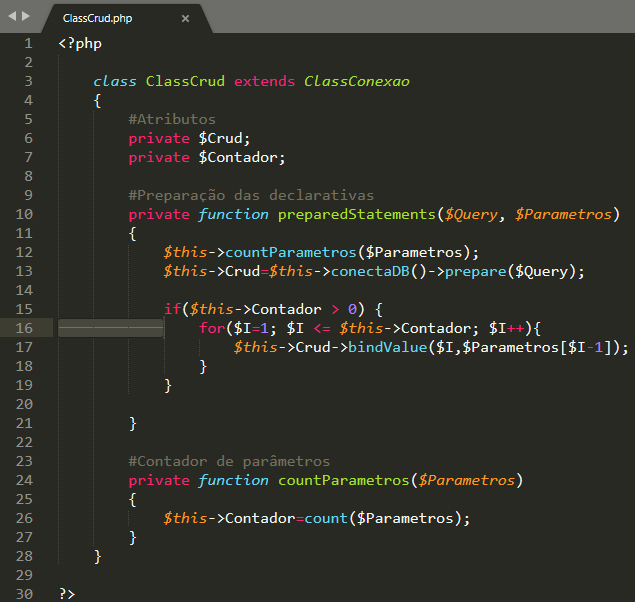 ClassCrud.php ×
1 <?php
2
3 class ClassCrud extends ClassConexao
4 {
5 #Atributos
6 private $Crud;
7 private $Contador;
8
9 #Preparação das declarativas
10 private function preparedStatements($Query, $Parametros)
11 {
12 $this->countParametros($Parametros);
13 $this->Crud=$this->conectaDB()->prepare($Query);
14
15 if($this->Contador > 0) {
16 for($I=1; $I <= $this->Contador; $I++){
17 $this->Crud->bindValue($I,$Parametros[$I-1]);
18 }
19 }
20
21 }
22
23 #Contador de parâmetros
24 private function countParametros($Parametros)
25 {
26 $this->Contador=count($Parametros);
27 }
28 }
29
30 ?>